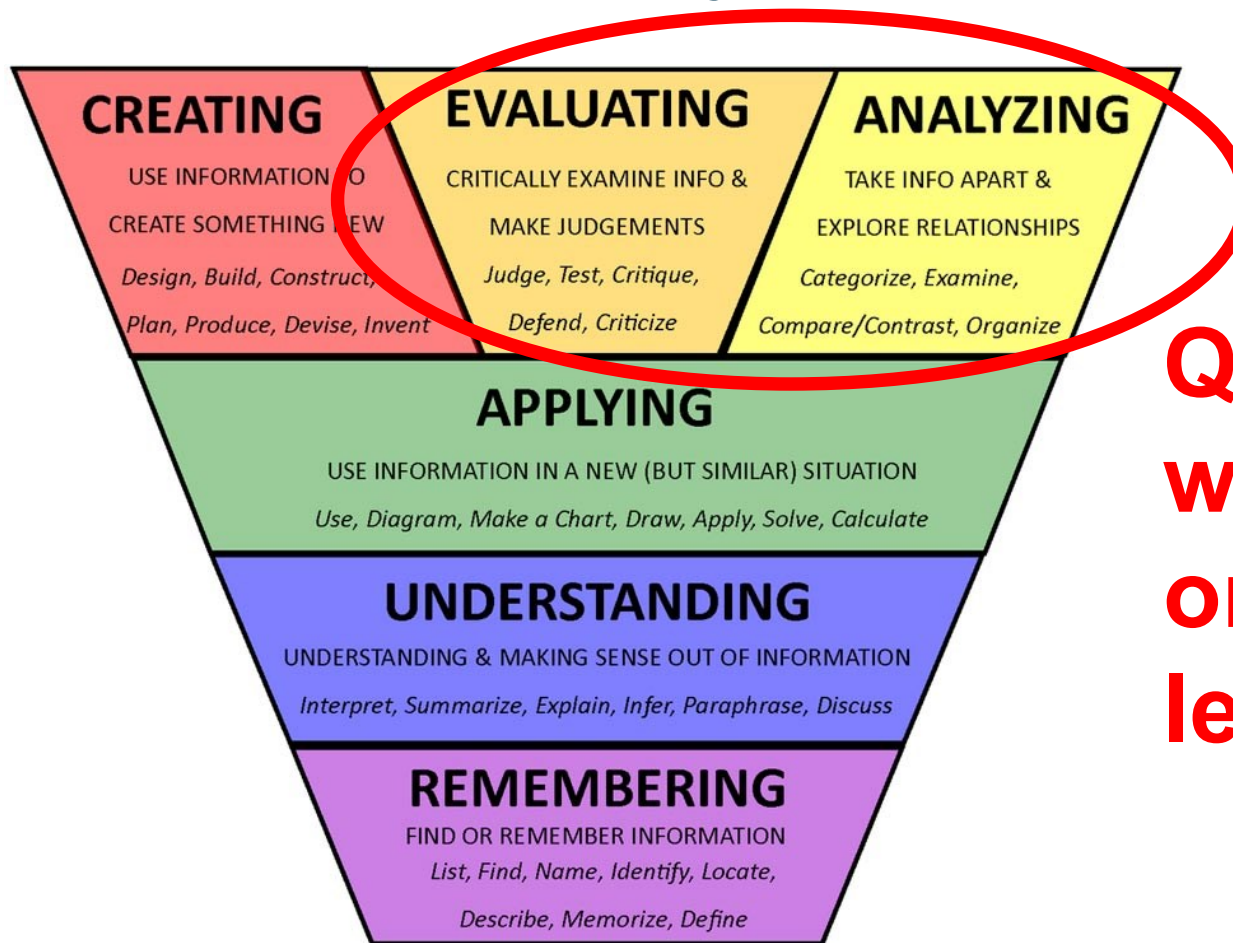 CREATING
USE INFORMATION TO
CREATE SOMETHING NEW
Design, Build, Construct,
Plan, Produce, Devise, Invent
EVALUATING
CRITICALLY EXAMINE INFO &
MAKE JUDGEMENTS
Judge, Test, Critique,
Defend, Criticize
ANALYZING
TAKE INFO APART &
EXPLORE RELATIONSHIPS
Categorize, Examine,
Compare/Contrast, Organize
APPLYING
USE INFORMATION IN A NEW (BUT SIMILAR) SITUATION
Use, Diagram, Make a Chart, Draw, Apply, Solve, Calculate
UNDERSTANDING
UNDERSTANDING & MAKING SENSE OUT OF INFORMATION
Interpret, Summarize, Explain, Infer, Paraphrase, Discuss
REMEMBERING
FIND OR REMEMBER INFORMATION
List, Find, Name, Identify, Locate,
Describe, Memorize, Define